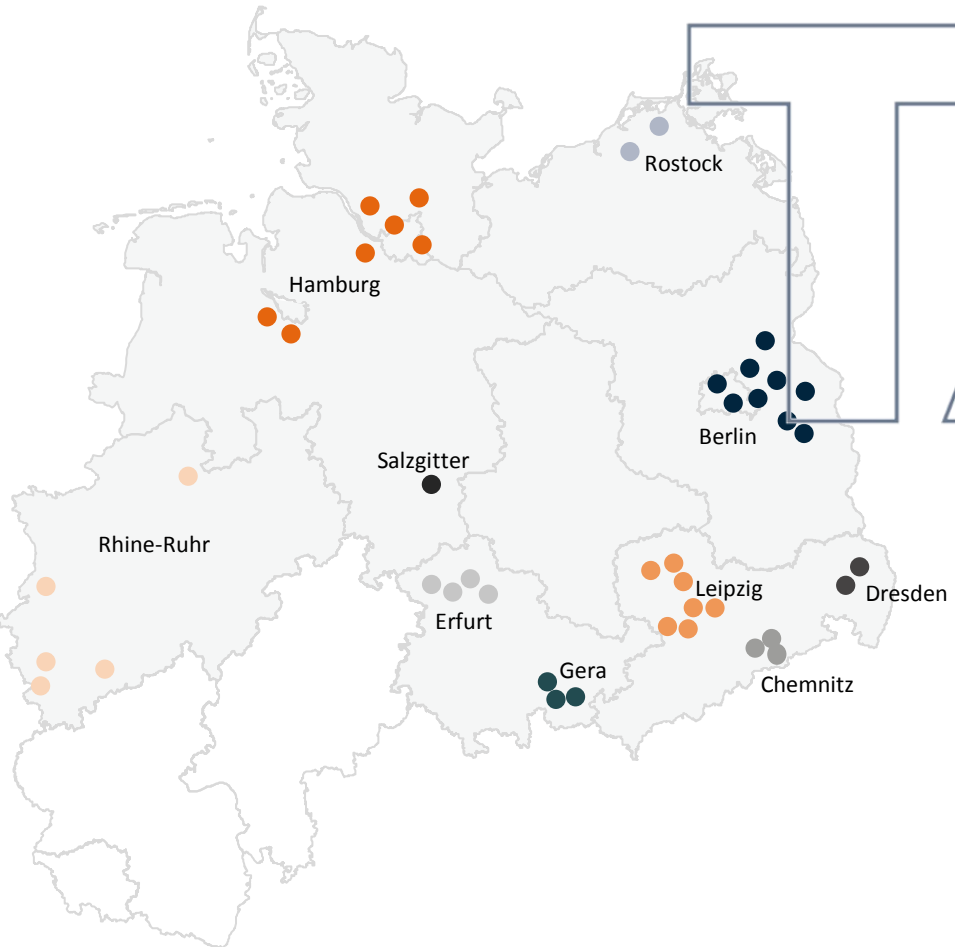 T
Rostock
Hamburg
Berlin
Salzgitter
Rhine-Ruhr
Leipzig
Dresden
Erfurt
Gera
Chemnitz